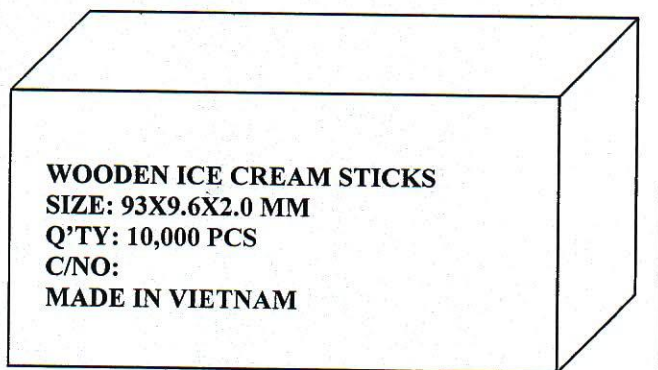 WOODEN ICE CREAM STICKS
SIZE: 93X9.6X2.0 MM
Q'TY: 10,000 PCS
C/NO:
MADE IN VIETNAM